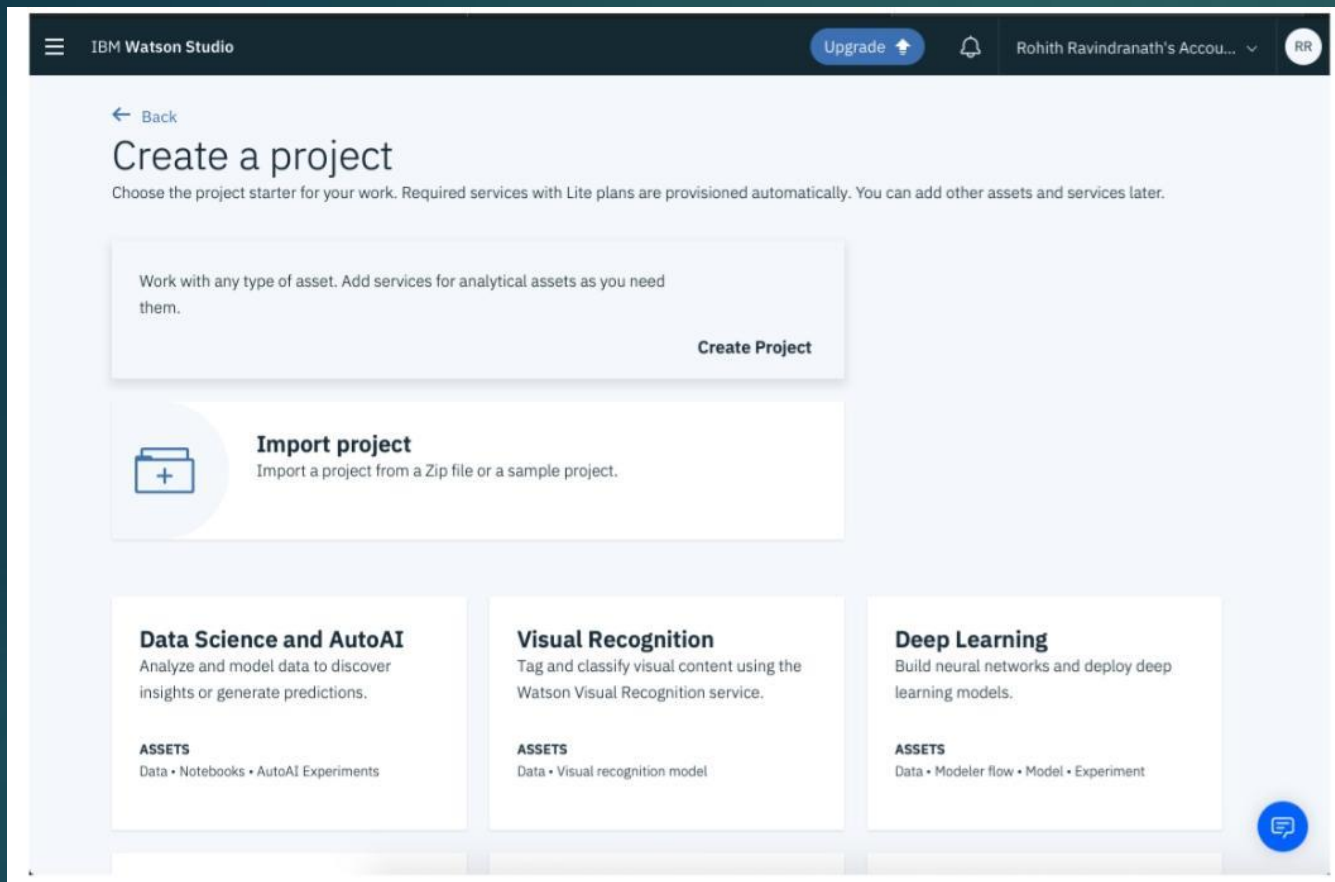 IBM Watson Studio
Upgrade
Rohith Ravindranath's Accou...
RR
Back
Create a project
Choose the project starter for your work. Required services with Lite plans are provisioned automatically. You can add other assets and services later.
Work with any type of asset. Add services for analytical assets as you need
them.
Create Project
Import project
Import a project from a Zip file or a sample project.
Data Science and AutoAI
Analyze and model data to discover
insights or generate predictions.
ASSETS
Data • Notebooks • AutoAI Experiments
Visual Recognition
Tag and classify visual content using the
Watson Visual Recognition service.
ASSETS
Data • Visual recognition model
Deep Learning
Build neural networks and deploy deep
learning models.
ASSETS
Data • Modeler flow • Model • Experiment